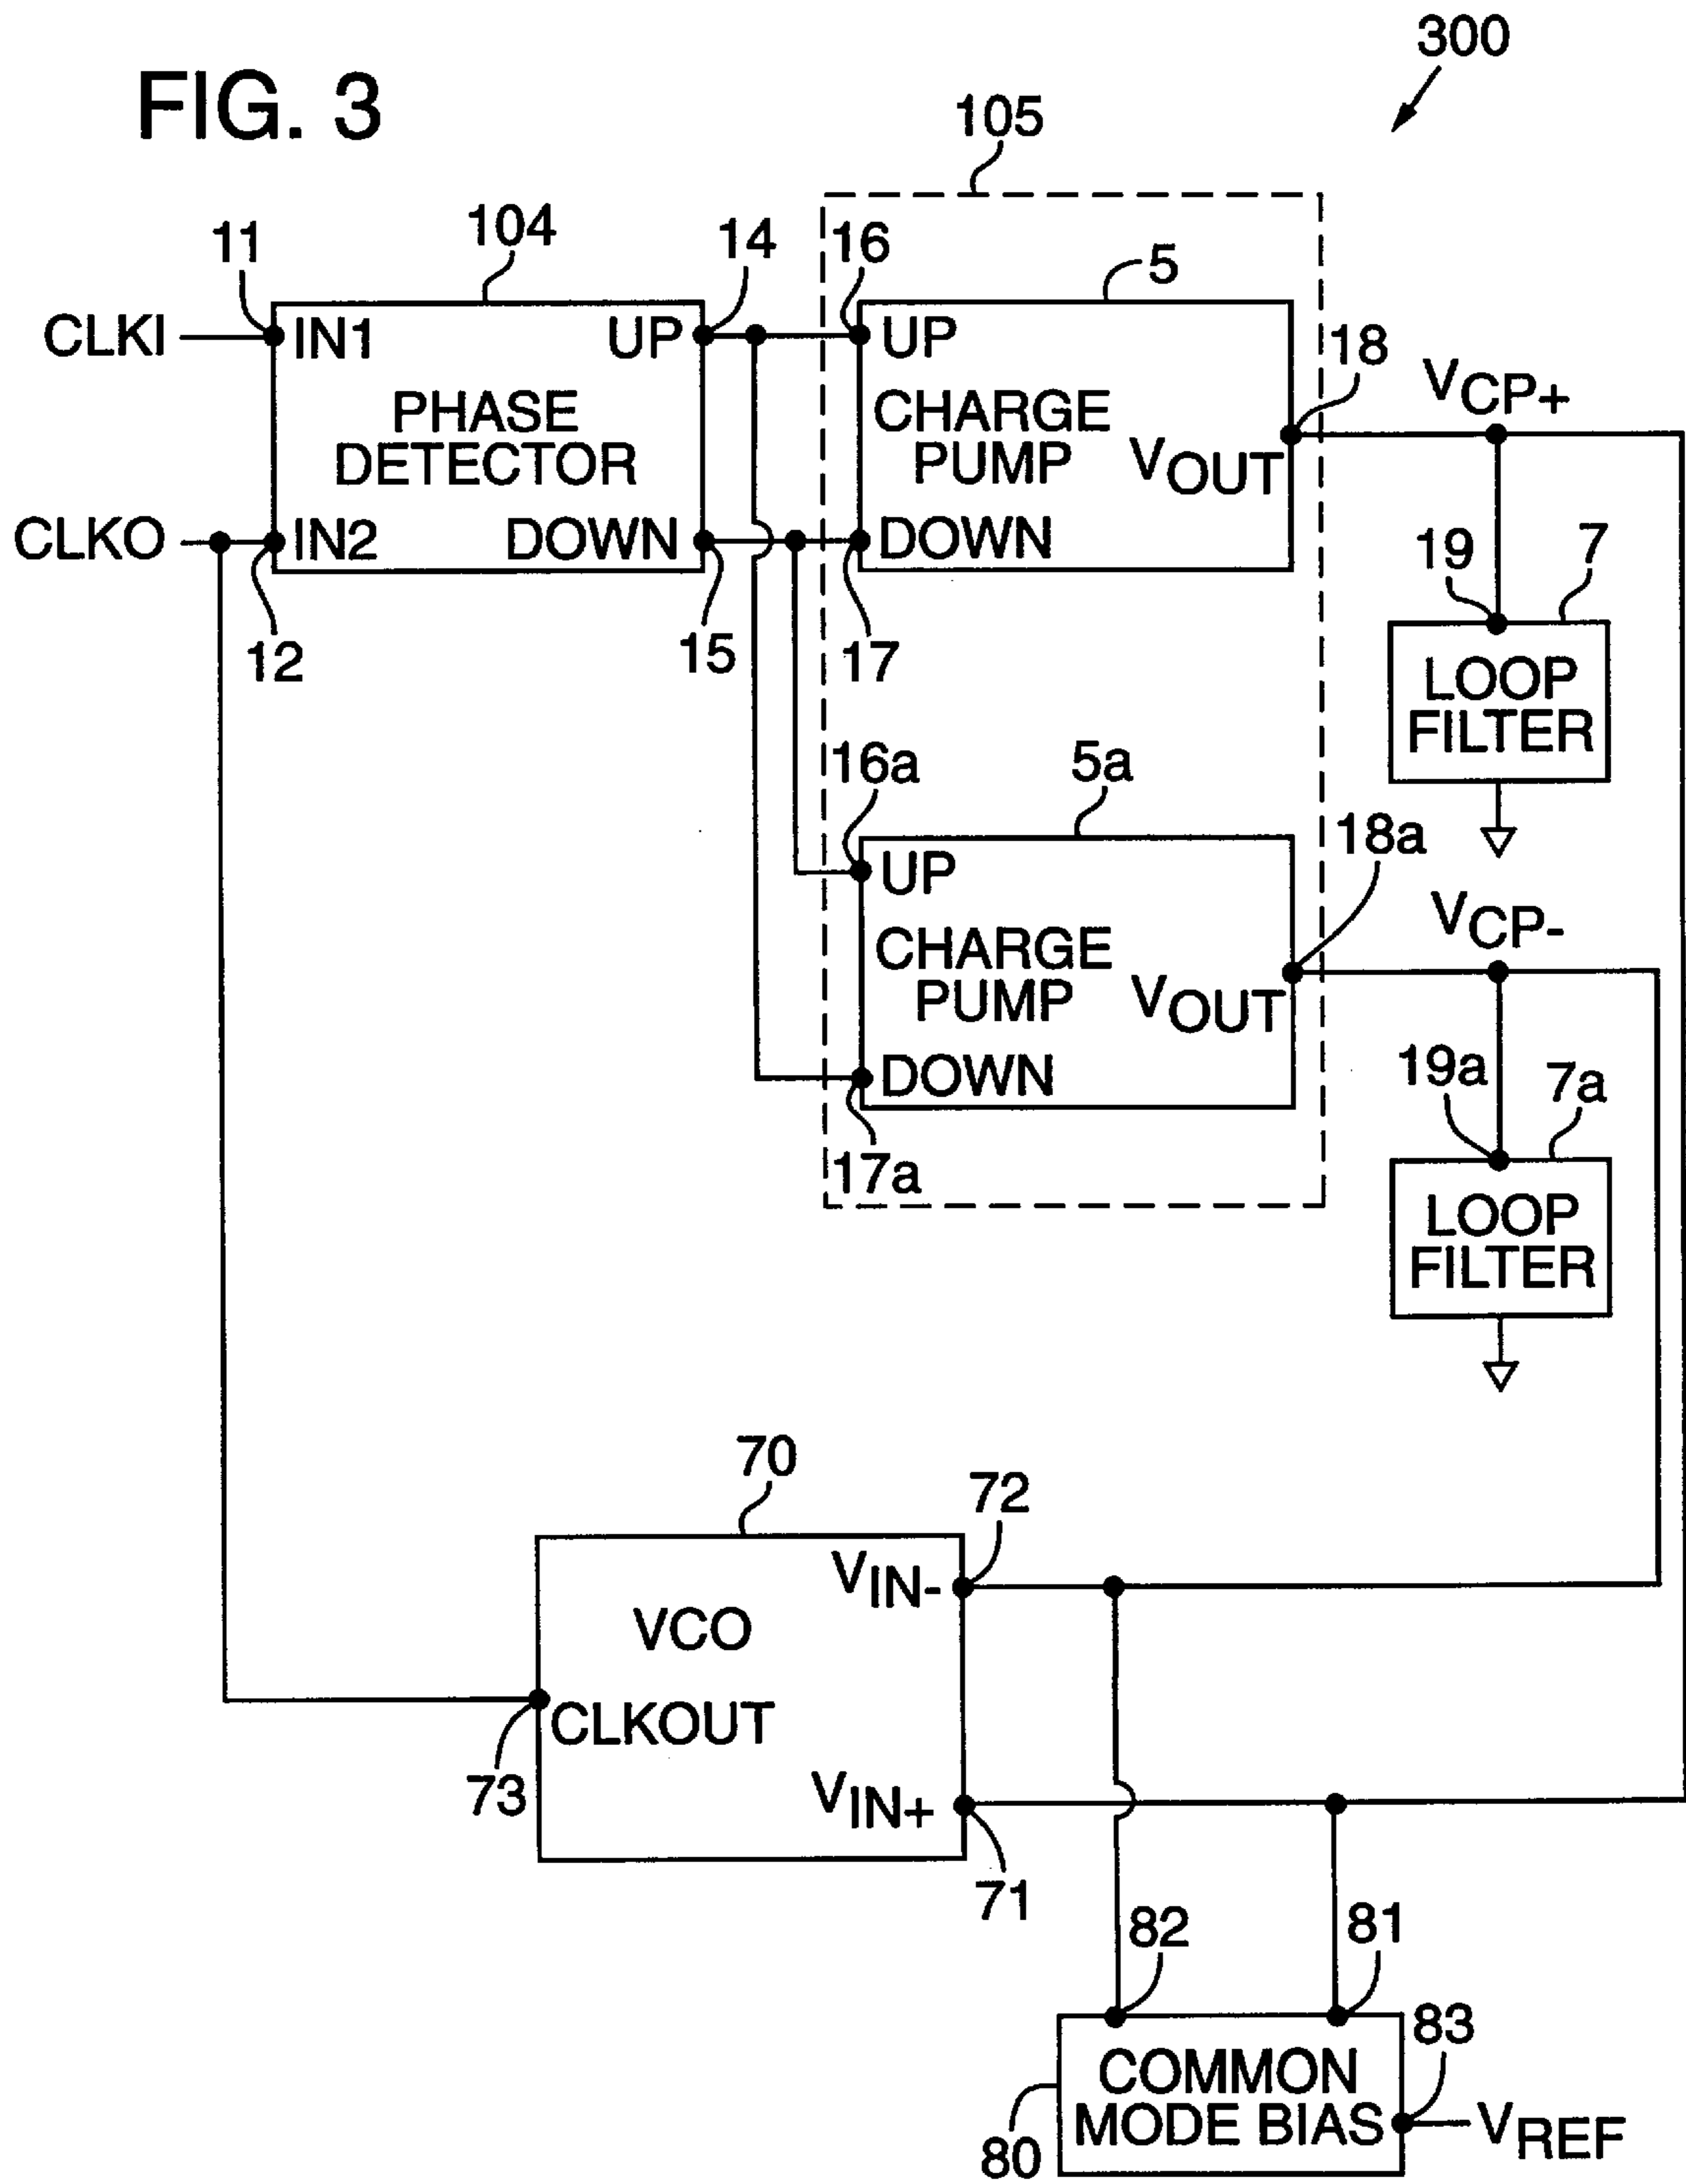 300
FIG. 3
105
11
104
14
16
5
CLKI
IN1
UP
UP
18
VCP+
PHASE
DETECTOR
CHARGE
PUMP
VOUT
CLKO
IN2
DOWN
DOWN
19
7
12
15
17
LOOP
FILTER
16a
5a
18a
UP
VCP-
CHARGE
PUMP
VOUT
DOWN
19a
7a
17a
LOOP
FILTER
70
72
VIN-
VCO
CLKOUT
73
VIN+
71
82
81
83
COMMON
MODE BIAS
80
VREF